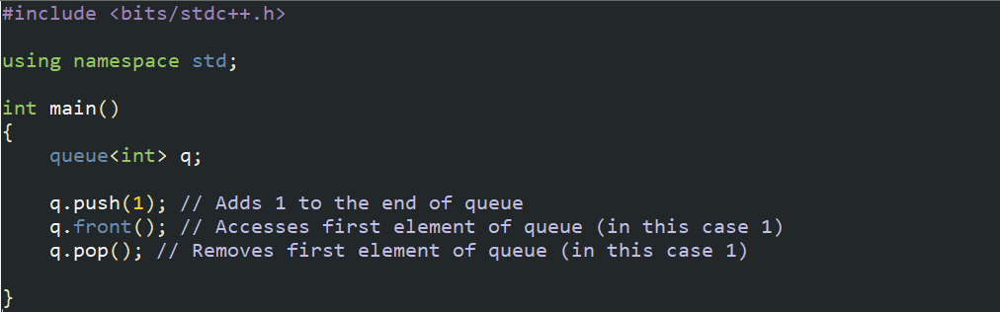 #include <bits/stdc++.h>
using namespace std;
int main()
{
    queue<int> q;
    q.push(1); // Adds 1 to the end of queue
    q.front(); // Accesses first element of queue (in this case 1)
    q.pop(); // Removes first element of queue (in this case 1)
}